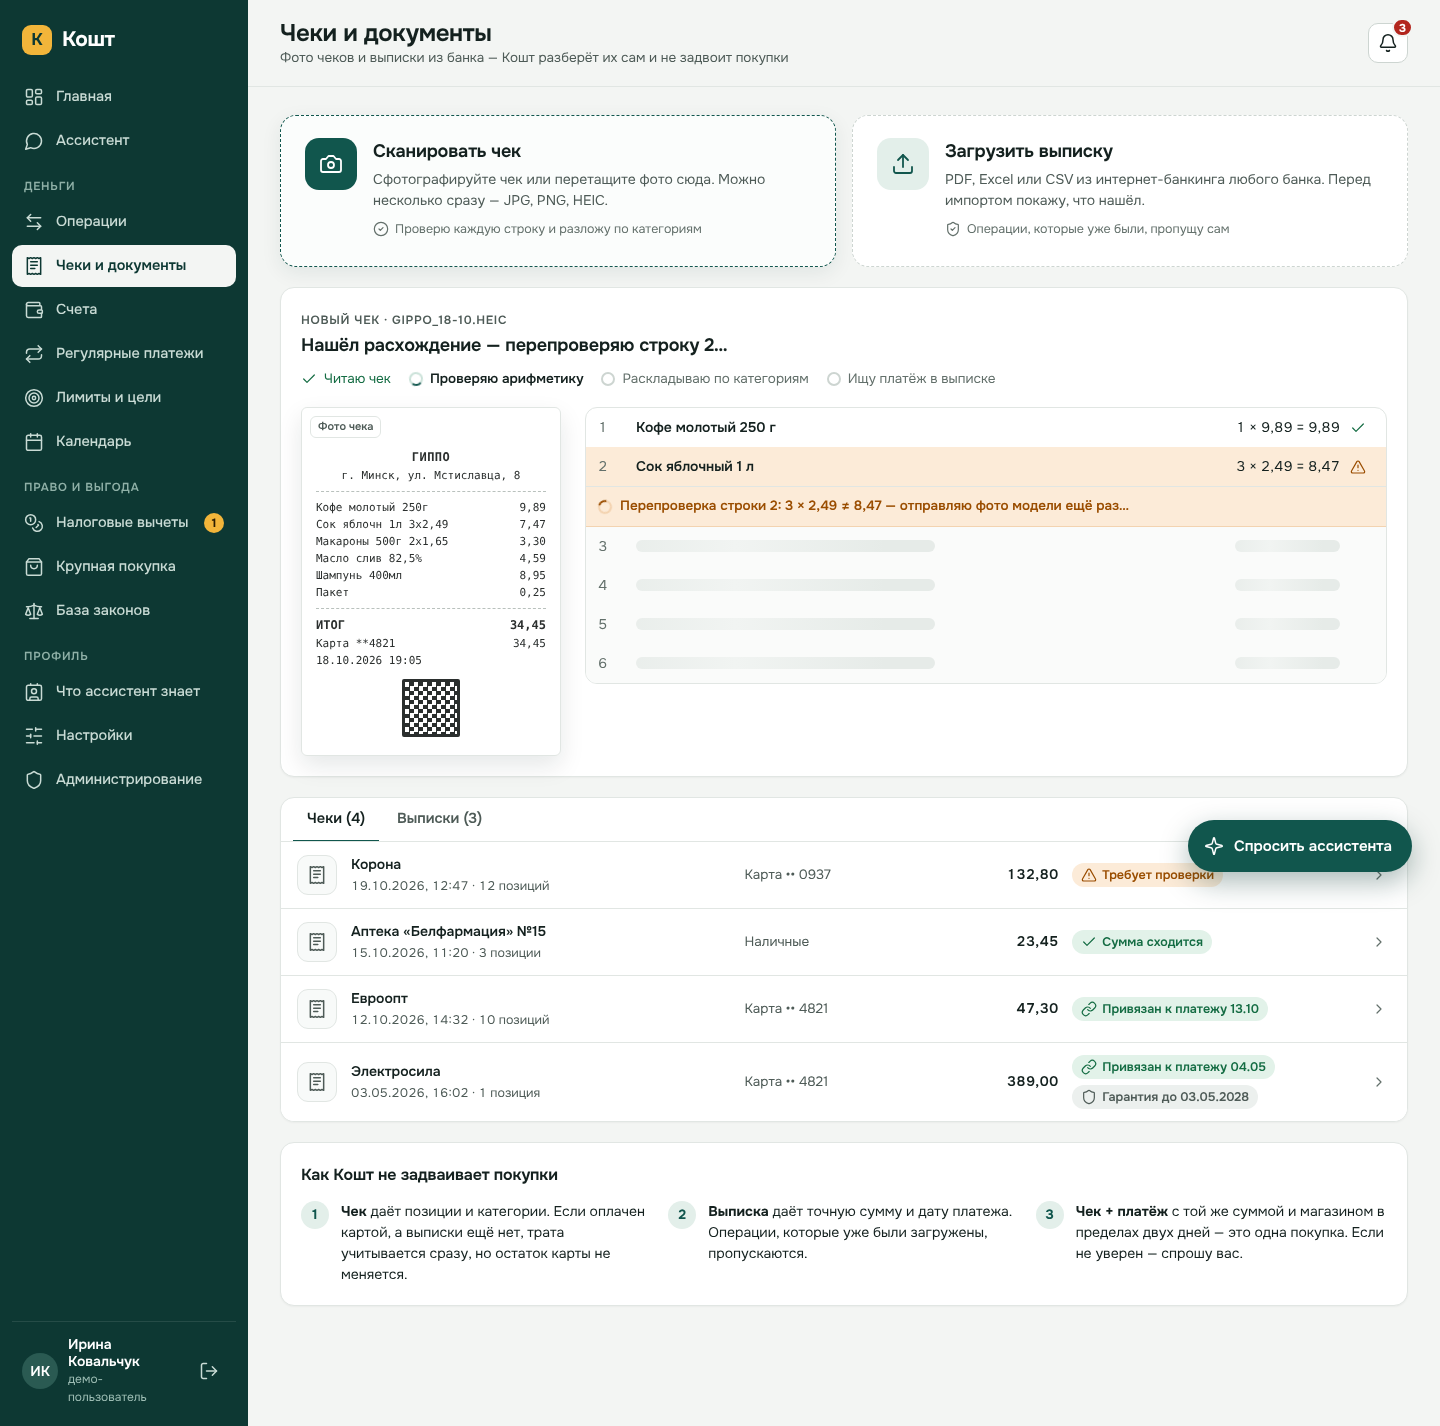 К Кошт
Главная
Ассистент
ДЕНЬГИ
Операции
Чеки и документы
Счета
Регулярные платежи
Лимиты и цели
Календарь
ПРАВО И ВЫГОДА
Налоговые вычеты 1
Крупная покупка
База законов
ПРОФИЛЬ
Что ассистент знает
Настройки
Администрирование
ИК
Ирина
Ковальчук
демо-
пользователь
Чеки и документы
Фото чеков и выписки из банка — Кошт разберёт их сам и не задвоит покупки
3
Сканировать чек
Сфотографируйте чек или перетащите фото сюда. Можно
несколько сразу — JPG, PNG, HEIC.
Проверю каждую строку и разложу по категориям
Загрузить выписку
PDF, Excel или CSV из интернет-банкинга любого банка. Перед
импортом покажу, что нашёл.
Операции, которые уже были, пропущу сам
НОВЫЙ ЧЕК · GIPPO_18-10.HEIC
Нашёл расхождение — перепроверяю строку 2…
Читаю чек Проверяю арифметику Раскладываю по категориям Ищу платёж в выписке
Фото чека
ГИППО
г. Минск, ул. Мстиславца, 8
Кофе молотый 250г 9,89
Сок яблочн 1л 3x2,49 7,47
Макароны 500г 2x1,65 3,30
Масло слив 82,5% 4,59
Шампунь 400мл 8,95
Пакет 0,25
ИТОГ 34,45
Карта **4821 34,45
18.10.2026 19:05
1 Кофе молотый 250 г 1 × 9,89 = 9,89
2 Сок яблочный 1 л 3 × 2,49 = 8,47
Перепроверка строки 2: 3 × 2,49 ≠ 8,47 — отправляю фото модели ещё раз…
3
4
5
6
Чеки (4) Выписки (3)
Спросить ассистента
Корона
19.10.2026, 12:47 · 12 позиций
Карта •• 0937
132,80
Требует проверки
Аптека «Белфармация» №15
15.10.2026, 11:20 · 3 позиции
Наличные
23,45
Сумма сходится
Евроопт
12.10.2026, 14:32 · 10 позиций
Карта •• 4821
47,30
Привязан к платежу 13.10
Электросила
03.05.2026, 16:02 · 1 позиция
Карта •• 4821
389,00
Привязан к платежу 04.05
Гарантия до 03.05.2028
Как Кошт не задваивает покупки
1
Чек даёт позиции и категории. Если оплачен
картой, а выписки ещё нет, трата
учитывается сразу, но остаток карты не
меняется.
2
Выписка даёт точную сумму и дату платежа.
Операции, которые уже были загружены,
пропускаются.
3
Чек + платёж с той же суммой и магазином в
пределах двух дней — это одна покупка. Если
не уверен — спрошу вас.